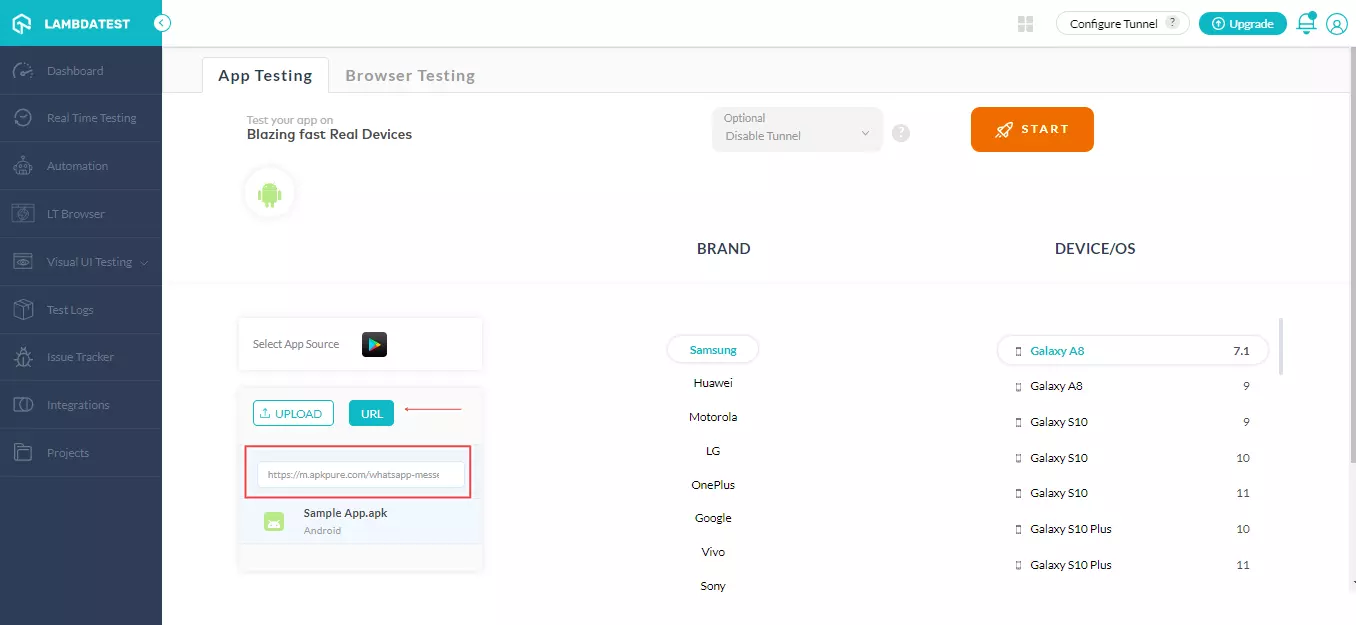 LAMBDATEST
Configure Tunnel ?
Upgrade
Dashboard
Real Time Testing
Automation
LT Browser
Visual UI Testing
Test Logs
Issue Tracker
Integrations
Projects
App Testing
Browser Testing
Test your app on
Blazing fast Real Devices
Optional
Disable Tunnel
?
START
BRAND
DEVICE/OS
Select App Source
UPLOAD
URL
https://m.apkpure.com/whatsapp-messe
Sample App.apk
Android
Samsung
Huawei
Motorola
LG
OnePlus
Google
Vivo
Sony
Galaxy A8 7.1
Galaxy A8 9
Galaxy S10 9
Galaxy S10 10
Galaxy S10 11
Galaxy S10 Plus 10
Galaxy S10 Plus 11